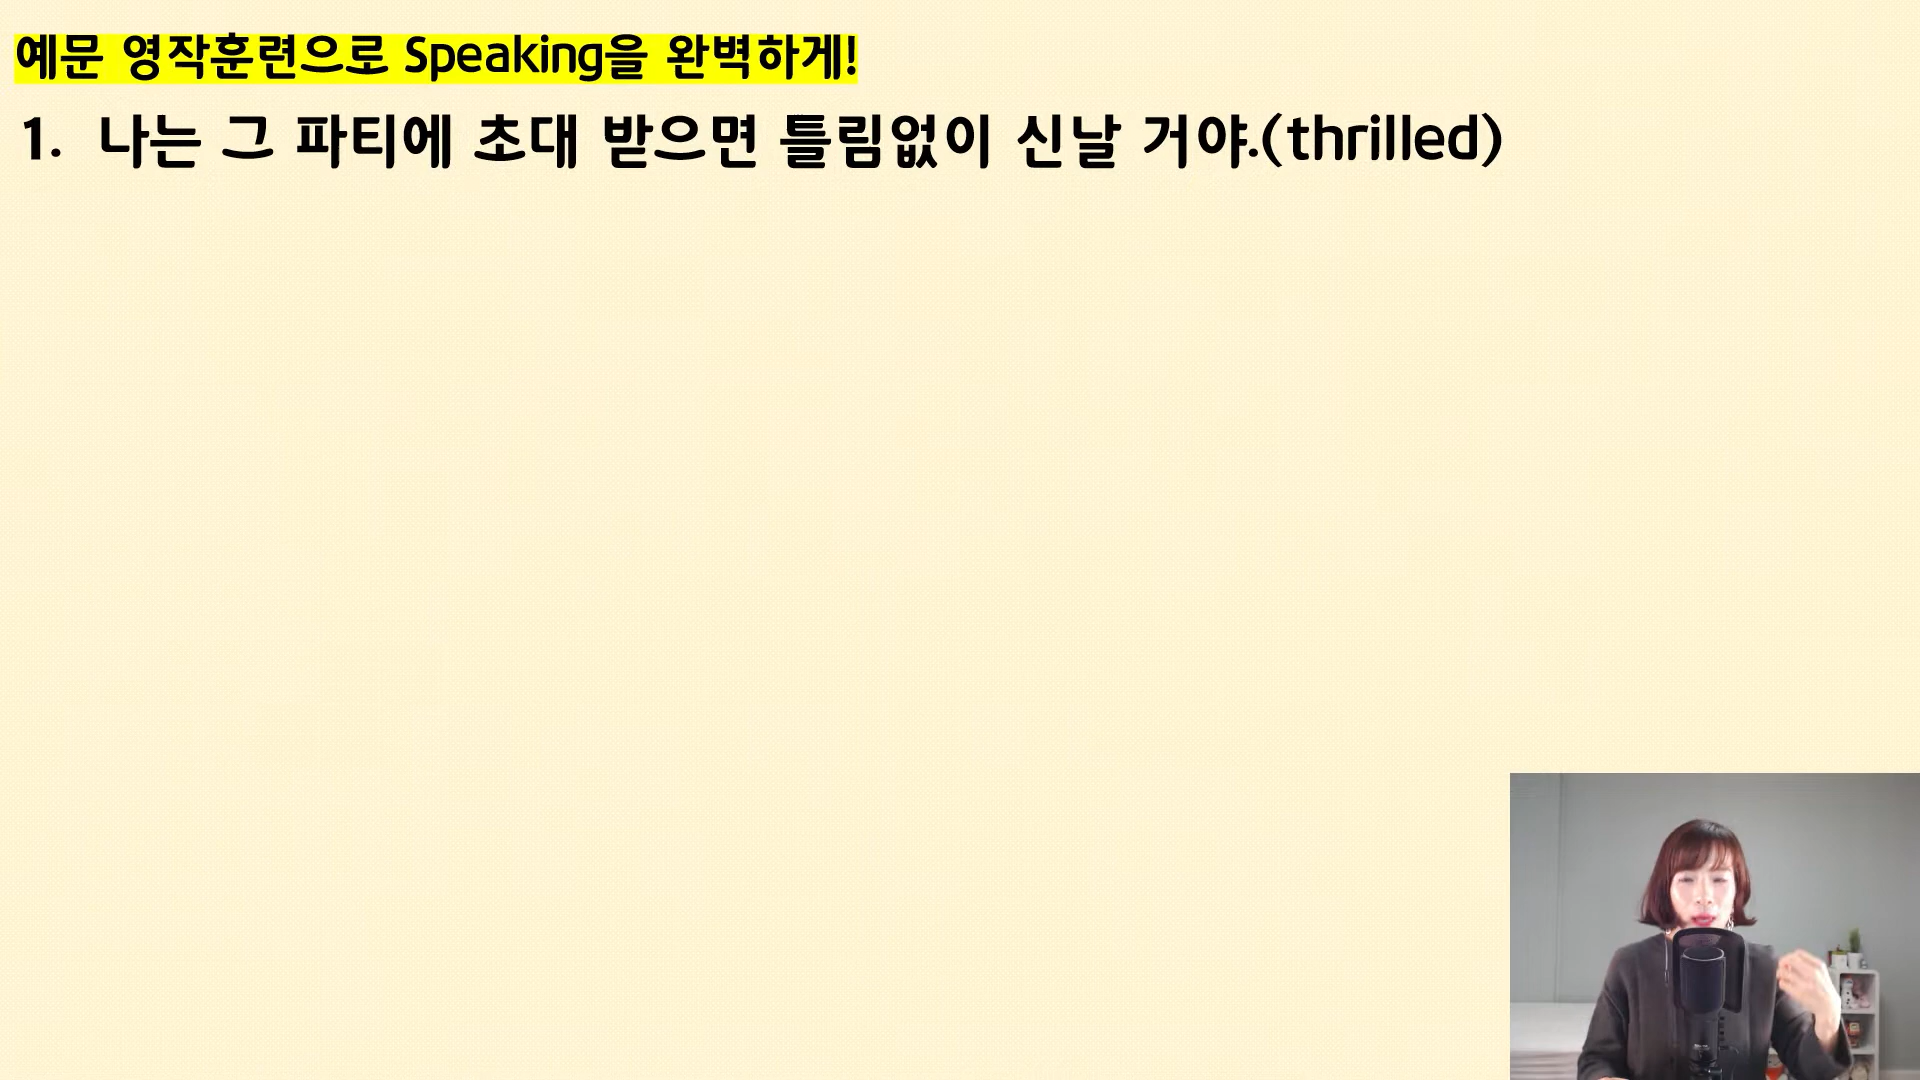 예문 영작훈련으로 Speaking을 완벽하게!
1. 나는 그 파티에 초대 받으면 틀림없이 신날 거야.(thrilled)